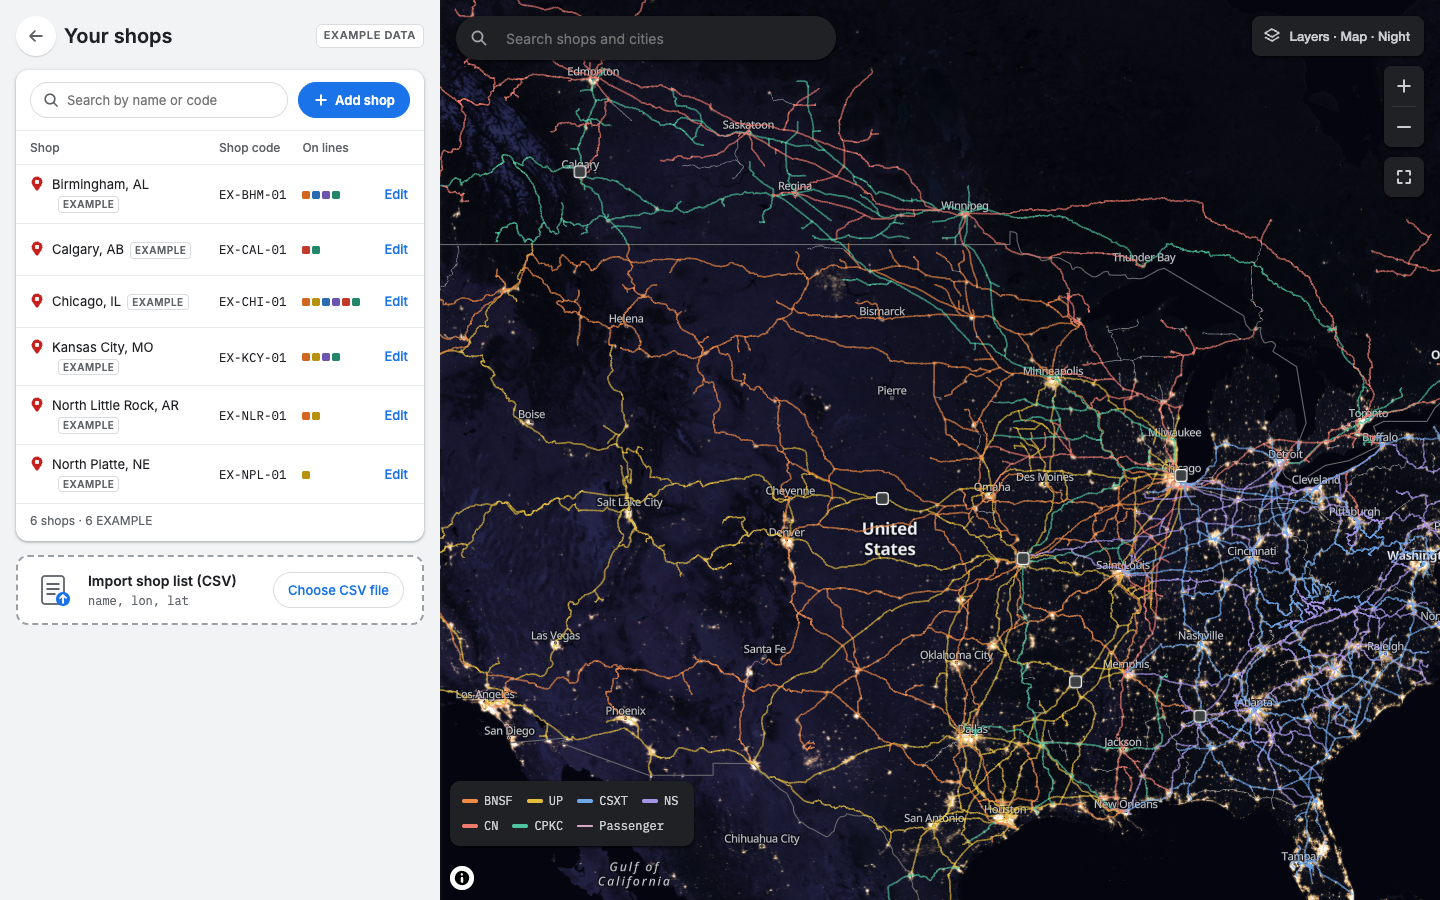 Your shops
EXAMPLE DATA
Search by name or code
Add shop
Shop
Shop code
On lines
Birmingham, AL
EXAMPLE
EX-BHM-01
Edit
Calgary, AB
EXAMPLE
EX-CAL-01
Edit
Chicago, IL
EXAMPLE
EX-CHI-01
Edit
Kansas City, MO
EXAMPLE
EX-KCY-01
Edit
North Little Rock, AR
EXAMPLE
EX-NLR-01
Edit
North Platte, NE
EXAMPLE
EX-NPL-01
Edit
6 shops · 6 EXAMPLE
Import shop list (CSV)
name, lon, lat
Choose CSV file
Search shops and cities
Layers · Map · Night
Edmonton
Saskatoon
Calgary
Regina
Winnipeg
Thunder Bay
Helena
Bismarck
Minneapolis
Pierre
Boise
Toronto
Milwaukee
Buffalo
Detroit
Chicago
Des Moines
Cleveland
Omaha
Cheyenne
Salt Lake City
Pittsburgh
Denver
United
States
Cincinnati
Washingt
Saint Louis
Las Vegas
Nashville
Santa Fe
Raleigh
Oklahoma City
Memphis
Los Angeles
Phoenix
Atlanta
San Diego
Dallas
Jackson
New Orleans
Houston
San Antonio
Chihuahua City
Tampa
Gulf of
California
BNSF
UP
CSXT
NS
CN
CPKC
Passenger